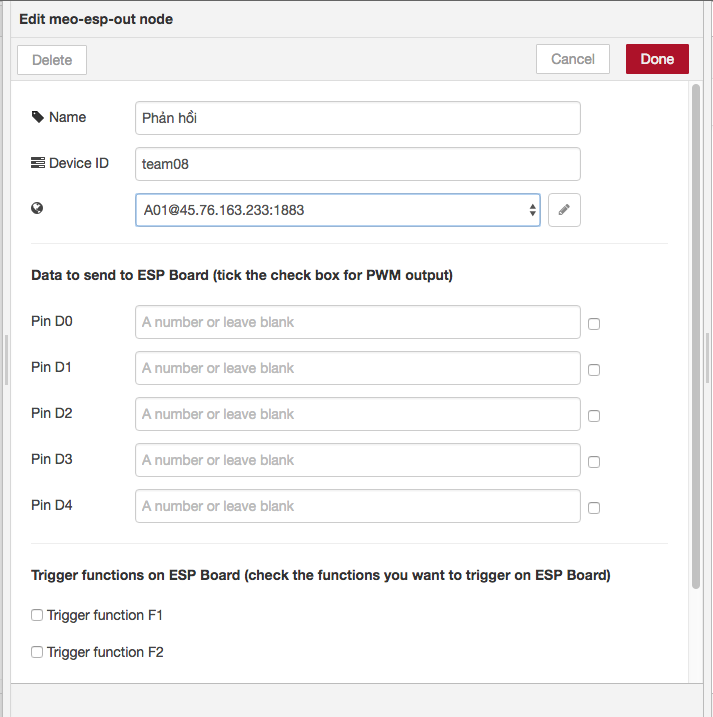 Edit meo-esp-out node
Delete Cancel Done
Name Phản hồi
Device ID team08
A01@45.76.163.233:1883
Data to send to ESP Board (tick the check box for PWM output)
Pin D0 A number or leave blank
Pin D1 A number or leave blank
Pin D2 A number or leave blank
Pin D3 A number or leave blank
Pin D4 A number or leave blank
Trigger functions on ESP Board (check the functions you want to trigger on ESP Board)
Trigger function F1
Trigger function F2